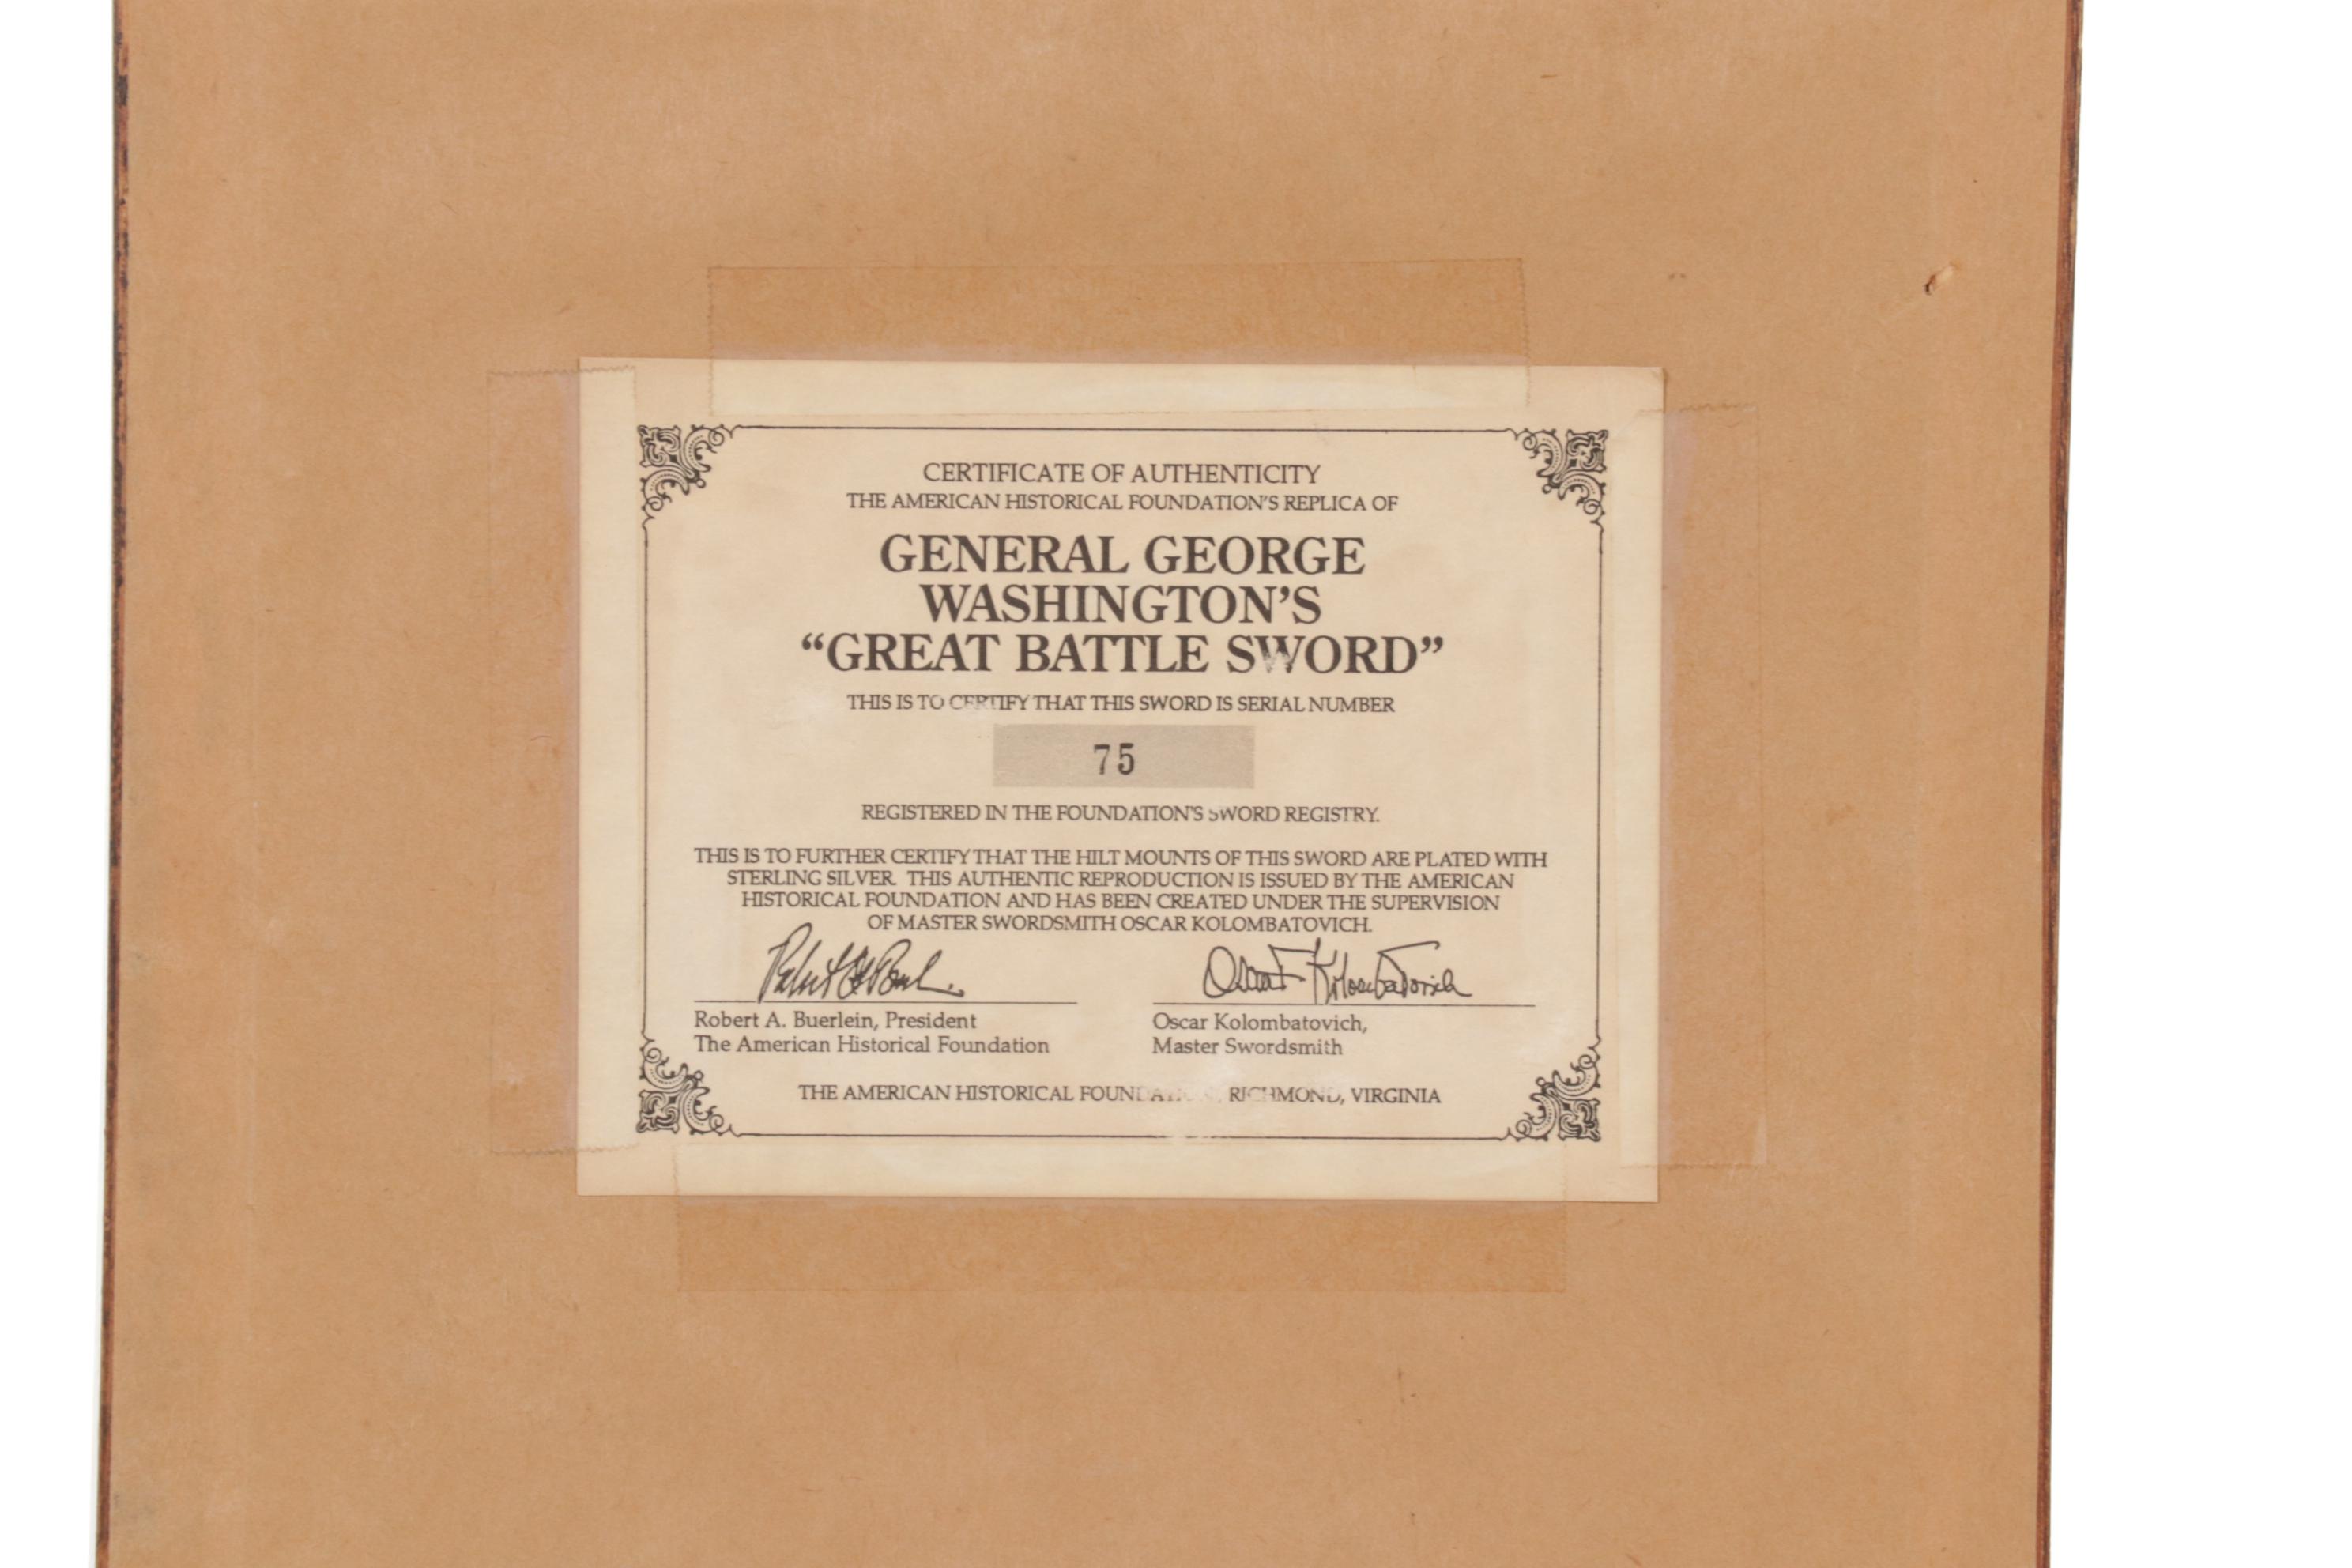 CERTIFICATE OF AUTHENTICITY
THE AMERICAN HISTORICAL FOUNDATION'S REPLICA OF
GENERAL GEORGE
WASHINGTON'S
“GREAT BATTLE SWORD”
THIS IS TO CERTIFY THAT THIS SWORD IS SERIAL NUMBER
75
REGISTERED IN THE FOUNDATION'S SWORD REGISTRY.
THIS IS TO FURTHER CERTIFY THAT THE HILT MOUNTS OF THIS SWORD ARE PLATED WITH
STERLING SILVER. THIS AUTHENTIC REPRODUCTION IS ISSUED BY THE AMERICAN
HISTORICAL FOUNDATION AND HAS BEEN CREATED UNDER THE SUPERVISION
OF MASTER SWORDSMITH OSCAR KOLOMBATOVICH.
Oscar Kolombatovich
Robert A. Buerlein, President
The American Historical Foundation
Oscar Kolombatovich,
Master Swordsmith
THE AMERICAN HISTORICAL FOUNDATION, RICHMOND, VIRGINIA